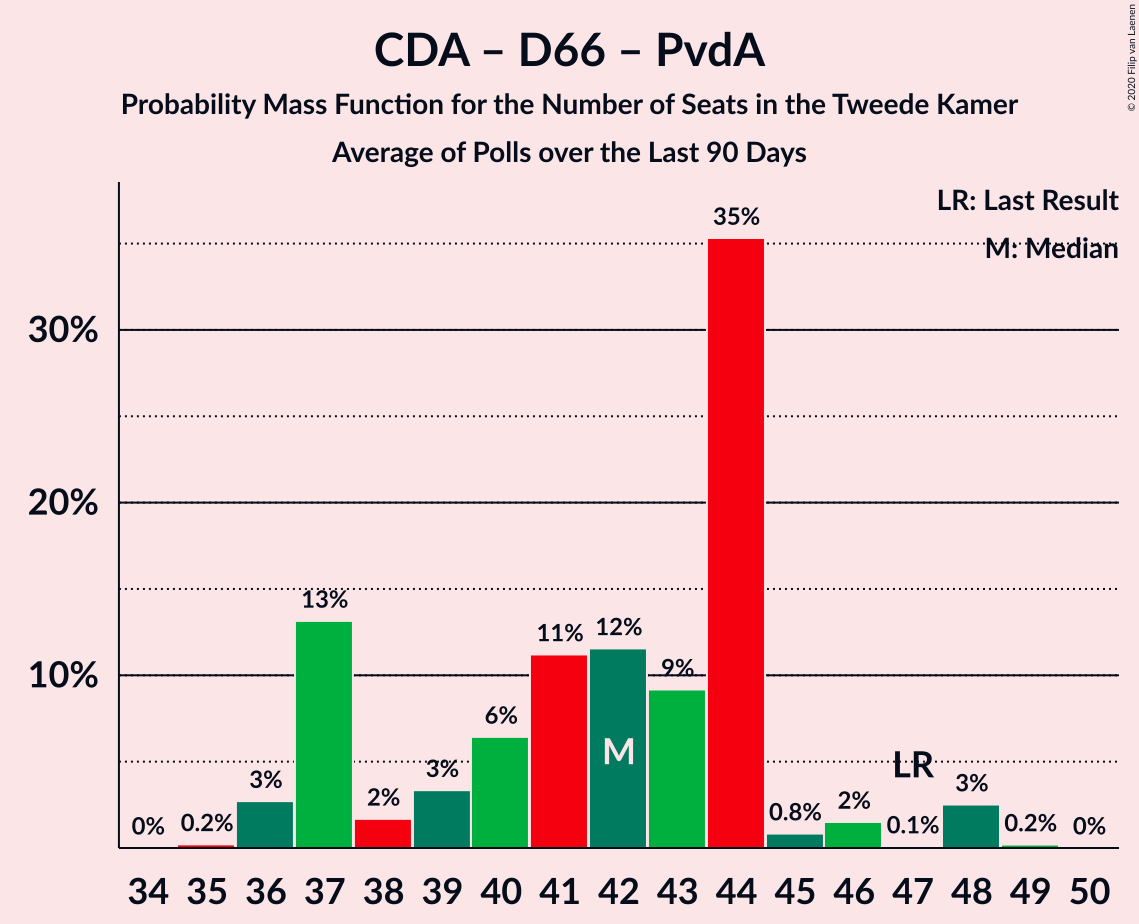 CDA – D66 – PvdA
Probability Mass Function for the Number of Seats in the Tweede Kamer
Average of Polls over the Last 90 Days
© 2020 Filip van Laenen
LR: Last Result
M: Median
35%
30%
20%
10%
0%
0.2%
3%
13%
2%
3%
6%
11%
12%
9%
0.8%
2%
0.1%
3%
0.2%
0%
M
LR
34 35 36 37 38 39 40 41 42 43 44 45 46 47 48 49 50